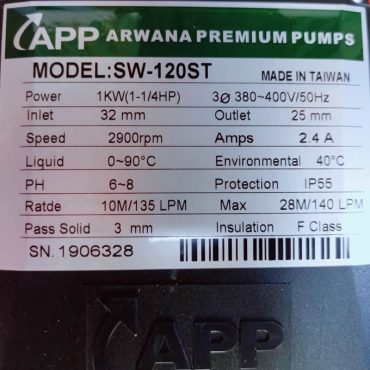 APP ARWANA PREMIUM PUMPS
MODEL:SW-120ST MADE IN TAIWAN
Power 1KW(1-1/4HP) 3Ø 380~400V/50Hz
Inlet 32 mm Outlet 25 mm
Speed 2900rpm Amps 2.4 A
Liquid 0~90°C Environmental 40°C
PH 6~8 Protection IP55
Ratde 10M/135 LPM Max 28M/140 LPM
Pass Solid 3 mm Insulation F Class
SN.1906328
APP